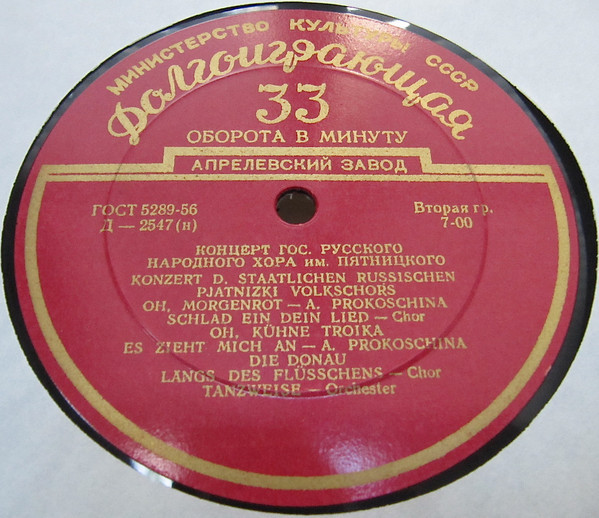 МИНИСТЕРСТВО КУЛЬТУРЫ СССР
Долгоиграющая
33
ОБОРОТА В МИНУТУ
АПРЕЛЕВСКИЙ ЗАВОД
ГОСТ 5289-56
Д — 2547 (н)
Вторая гр.
7-00
КОНЦЕРТ ГОС. РУССКОГО
НАРОДНОГО ХОРА им. ПЯТНИЦКОГО
KONZERT D. STAATLICHEN RUSSISCHEN
PJATNIZKI VOLKSCHORS
OH, MORGENROT — A. PROKOSCHINA
SCHLAD EIN DEIN LIED — Chor
OH, KÜHNE TROIKA
ES ZIEHT MICH AN — A. PROKOSCHINA
DIE DONAU
LÄNGS DES FLÜSSCHENS — Chor
TANZWEISE — Orchester